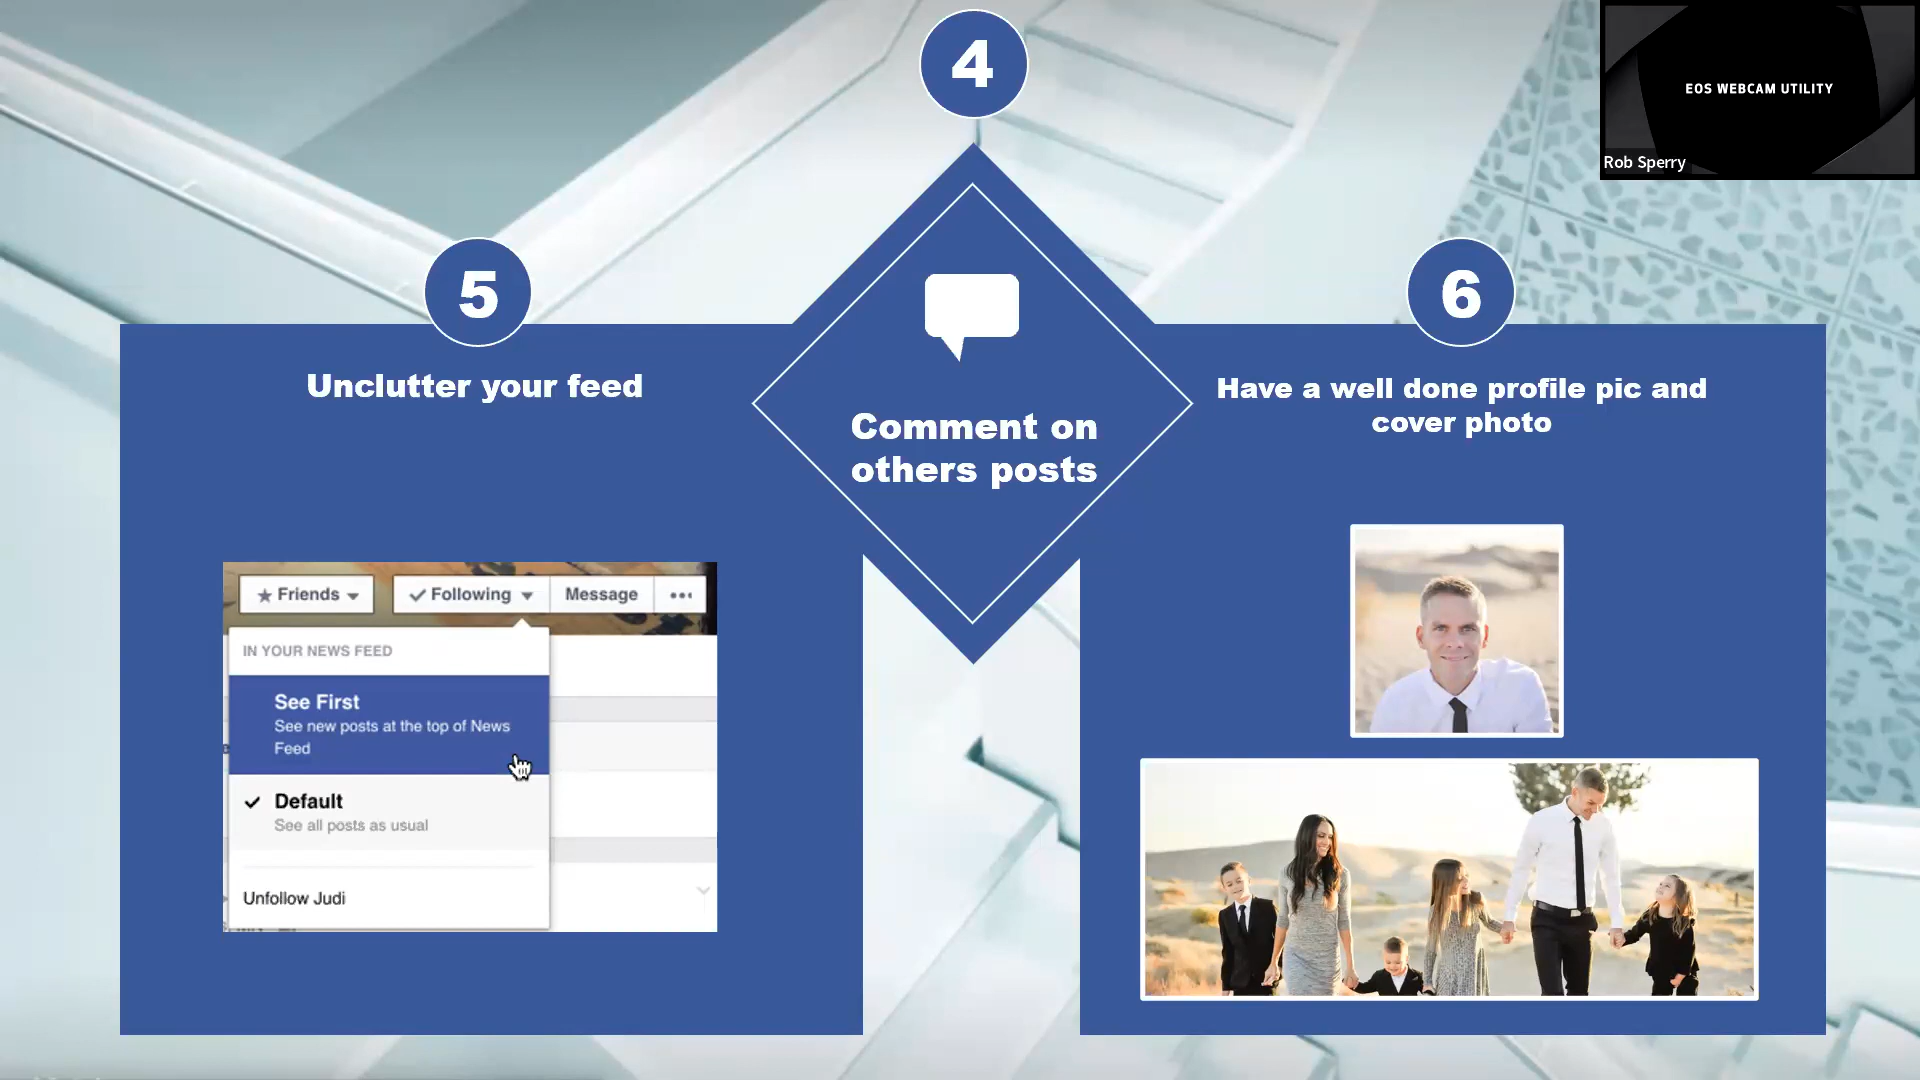 4
EOS WEBCAM UTILITY
Rob Sperry
5
Unclutter your feed
Comment on
others posts
6
Have a well done profile pic and
cover photo
Friends
Following
Message
IN YOUR NEWS FEED
See First
See new posts at the top of News
Feed
Default
See all posts as usual
Unfollow Judi